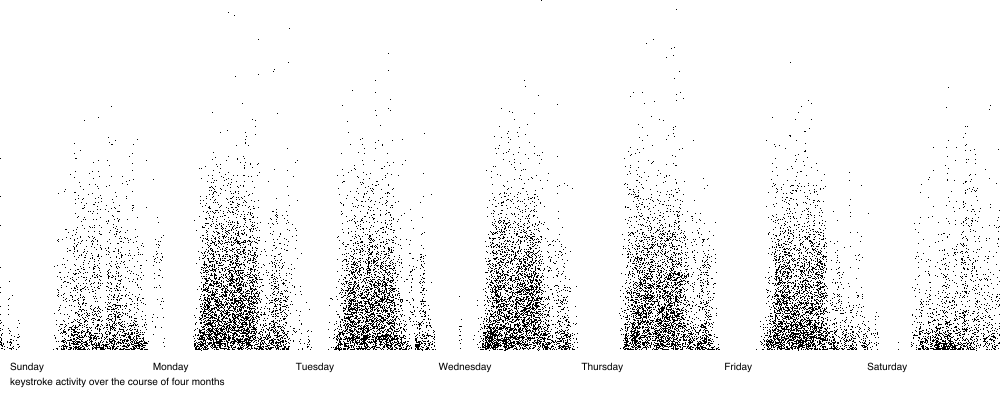 Sunday Monday Tuesday Wednesday Thursday Friday Saturday
keystroke activity over the course of four months